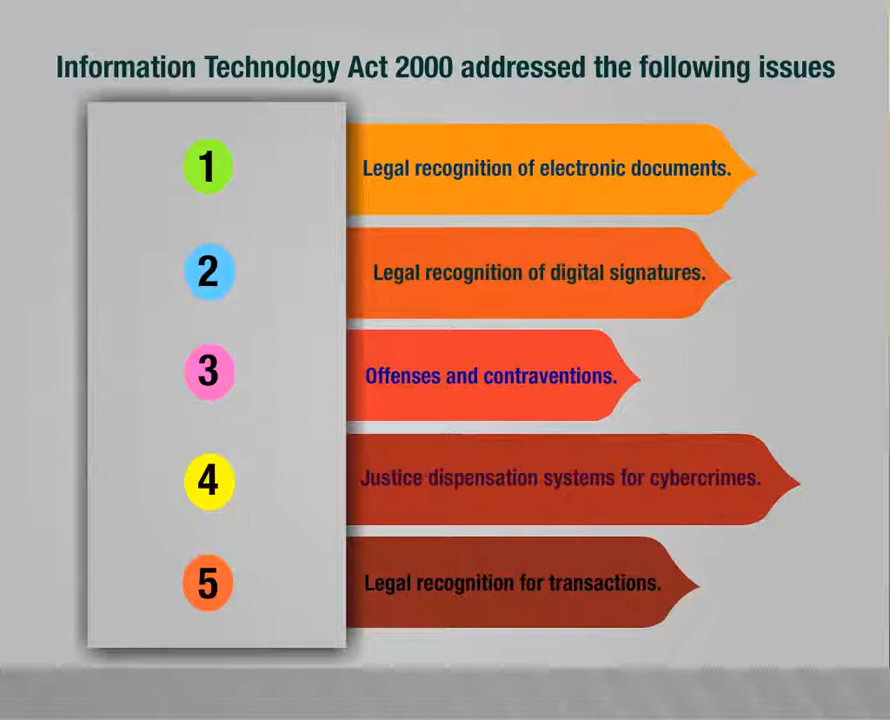 Information Technology Act 2000 addressed the following issues
1 Legal recognition of electronic documents.
2 Legal recognition of digital signatures.
3 Offenses and contraventions.
4 Justice dispensation systems for cybercrimes.
5 Legal recognition for transactions.